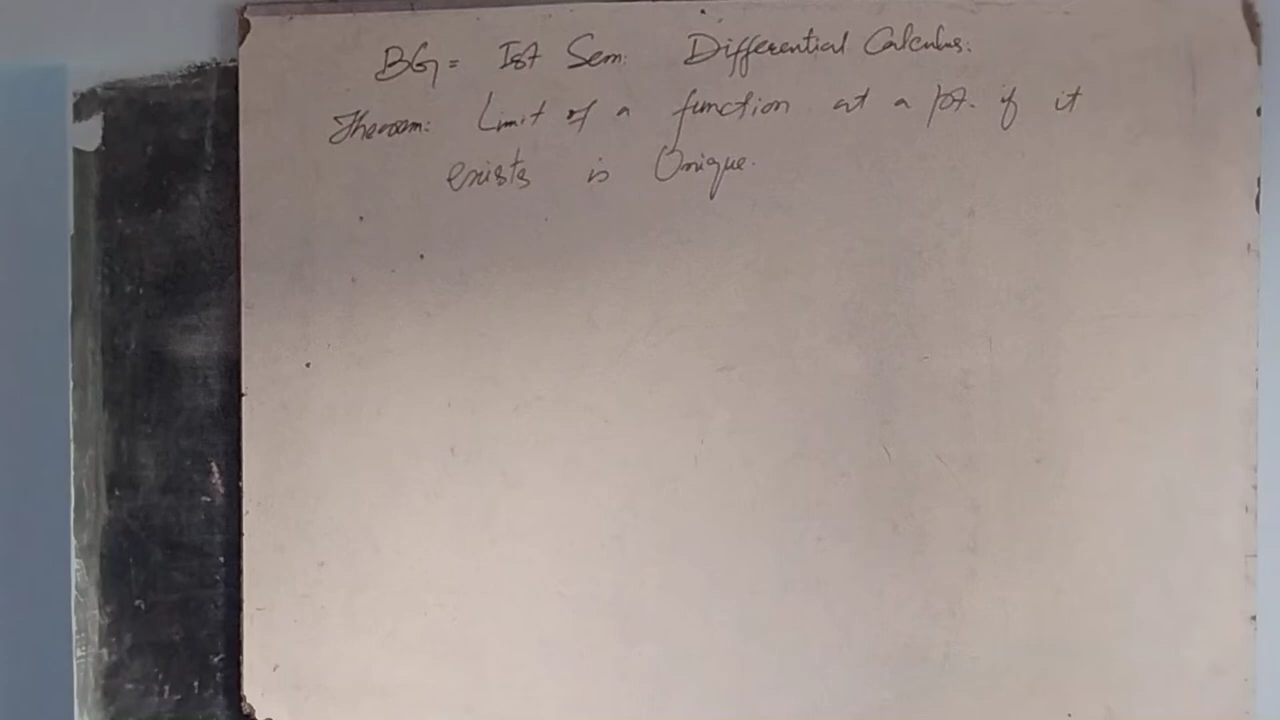 BG = Ist Sem: Differential Calculus.
Theorem: Limit of a function at a pt. if it
exists is Unique.